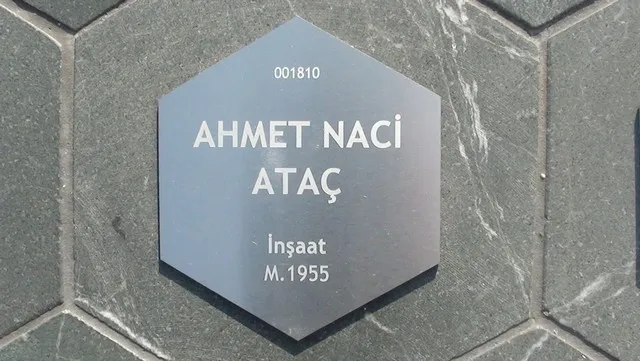 001810
AHMET NACİ
ATAÇ
İnşaat
M.1955